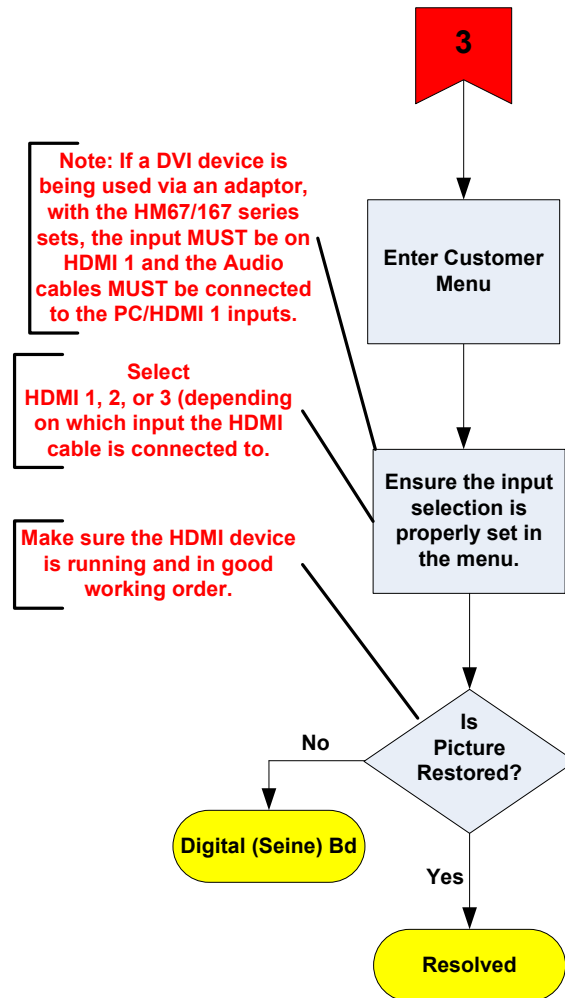 3
Note: If a DVI device is
being used via an adaptor,
with the HM67/167 series
sets, the input MUST be on
HDMI 1 and the Audio
cables MUST be connected
to the PC/HDMI 1 inputs.
Enter Customer
Menu
Select
HDMI 1, 2, or 3 (depending
on which input the HDMI
cable is connected to.
Ensure the input
selection is
properly set in
the menu.
Make sure the HDMI device
is running and in good
working order.
Is
Picture
Restored?
No
Digital (Seine) Bd
Yes
Resolved